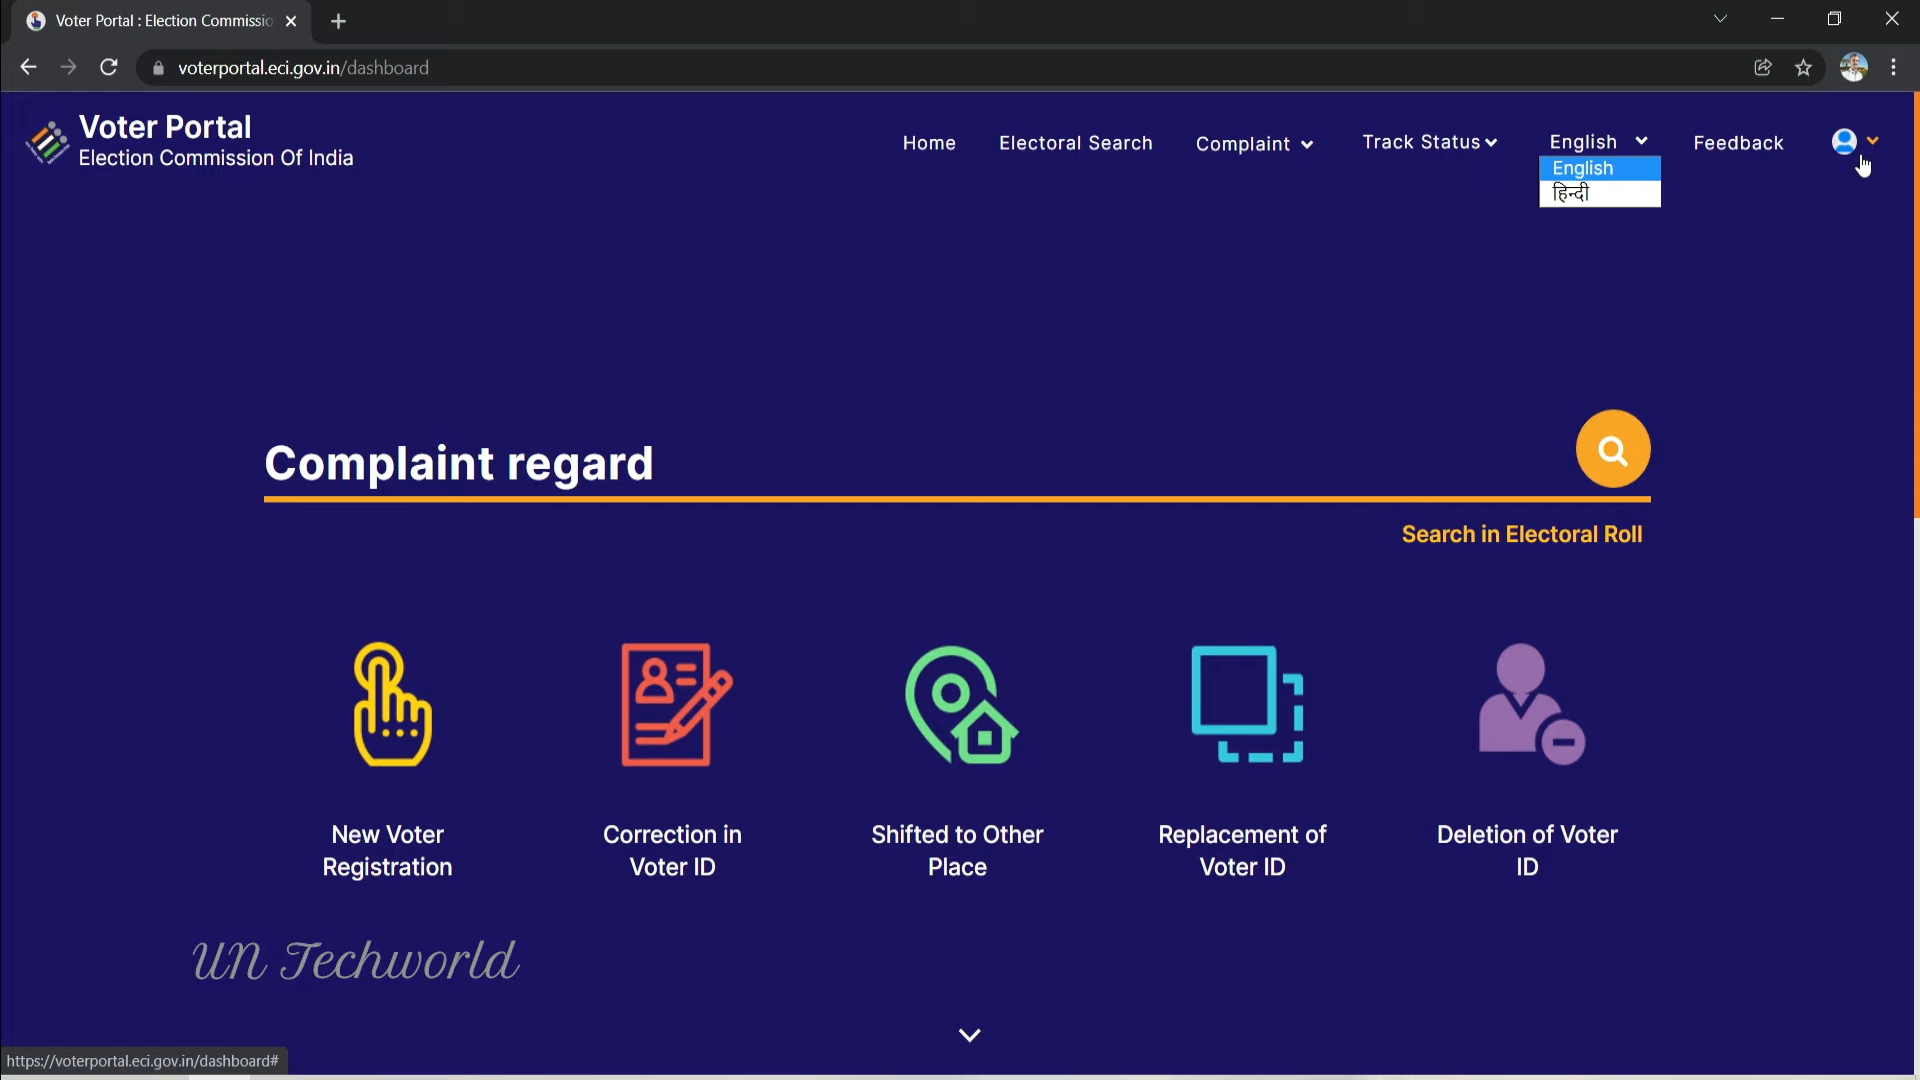 Voter Portal : Election Commissio
voterportal.eci.gov.in/dashboard
Voter Portal
Election Commission Of India
Home
Electoral Search
Complaint
Track Status
English
Feedback
English
हिन्दी
Complaint regard
Search in Electoral Roll
New Voter
Registration
Correction in
Voter ID
Shifted to Other
Place
Replacement of
Voter ID
Deletion of Voter
ID
UN Techworld
https://voterportal.eci.gov.in/dashboard#